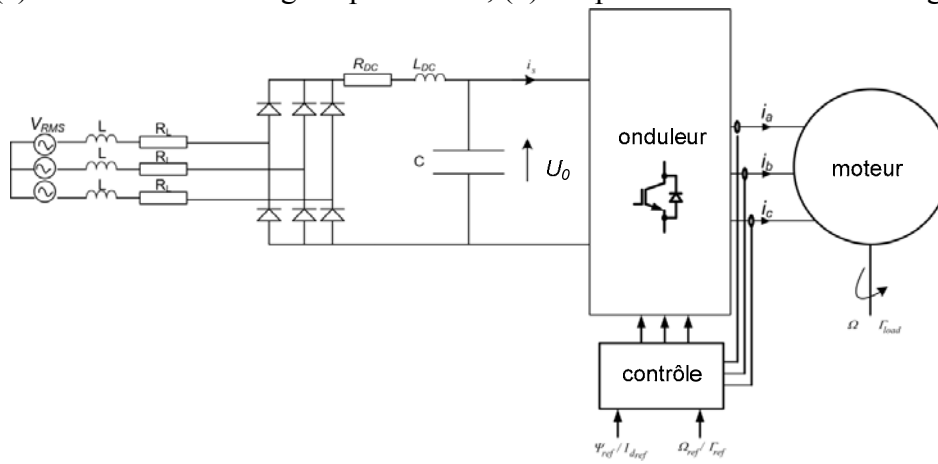 R_DC
L_DC
i_s
V_RMS
L
R_L
L
R_L
L
R_L
C
U_0
onduleur
i_a
i_b
i_c
moteur
Ω Γ_load
contrôle
Ψ_ref / I_dref
Ω_ref / Γ_ref